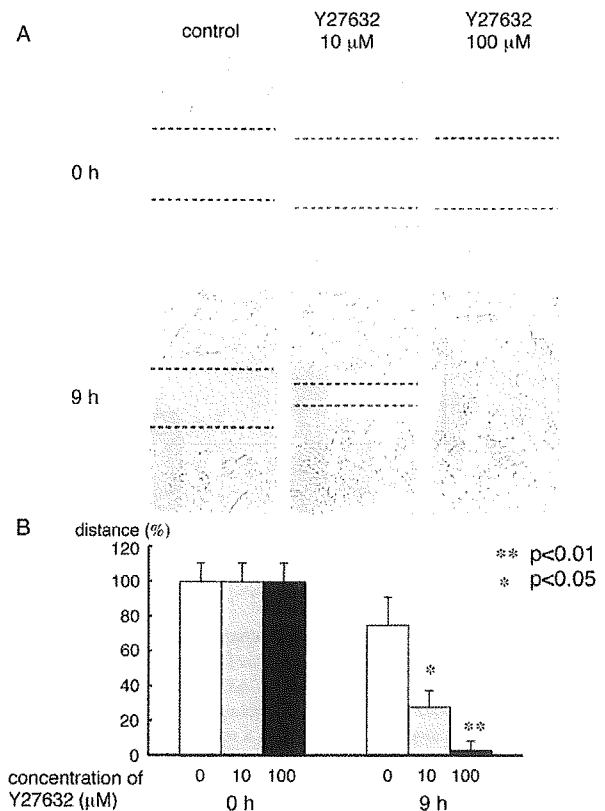 A
control
Y27632
10 μM
Y27632
100 μM
0 h
9 h
B
distance (%)
120
100
80
60
40
20
0
** p<0.01
* p<0.05
*
**
concentration of
Y27632 (μM)
0 10 100
0 10 100
0 h
9 h